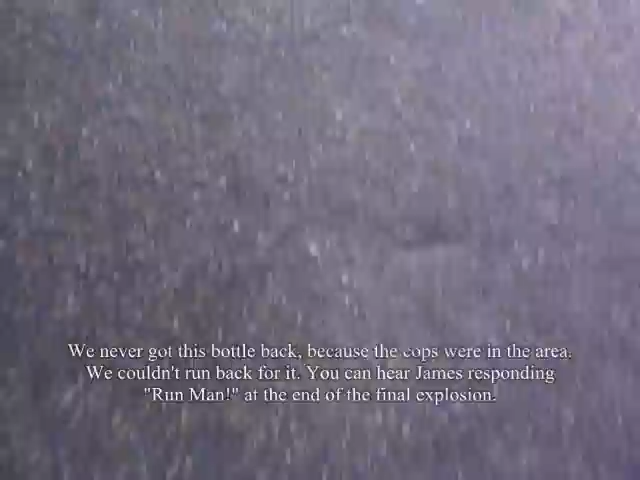 We never got this bottle back, because the cops were in the area.
We couldn't run back for it. You can hear James responding
"Run Man!" at the end of the final explosion.